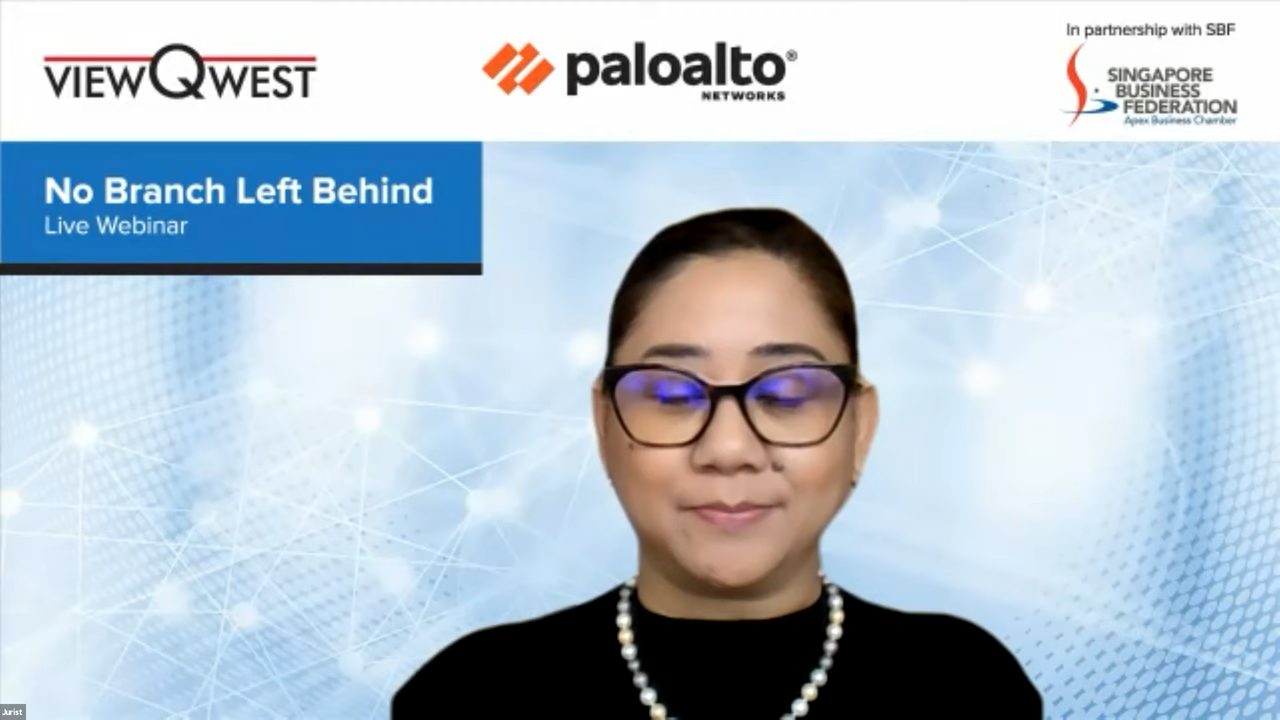 VIEWQWEST
paloalto®
NETWORKS
In partnership with SBF
SINGAPORE
BUSINESS
FEDERATION
Apex Business Chamber
No Branch Left Behind
Live Webinar
Jurist